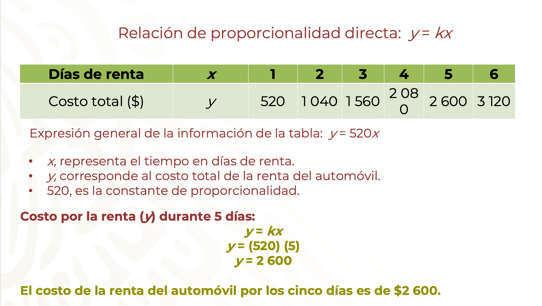 Relación de proporcionalidad directa: y = kx
Días de renta x 1 2 3 4 5 6
Costo total ($) y 520 1 040 1 560 2 080 2 600 3 120
Expresión general de la información de la tabla: y = 520x
• x, representa el tiempo en días de renta.
• y, corresponde al costo total de la renta del automóvil.
• 520, es la constante de proporcionalidad.
Costo por la renta (y) durante 5 días:
y = kx
y = (520) (5)
y = 2 600
El costo de la renta del automóvil por los cinco días es de $2 600.